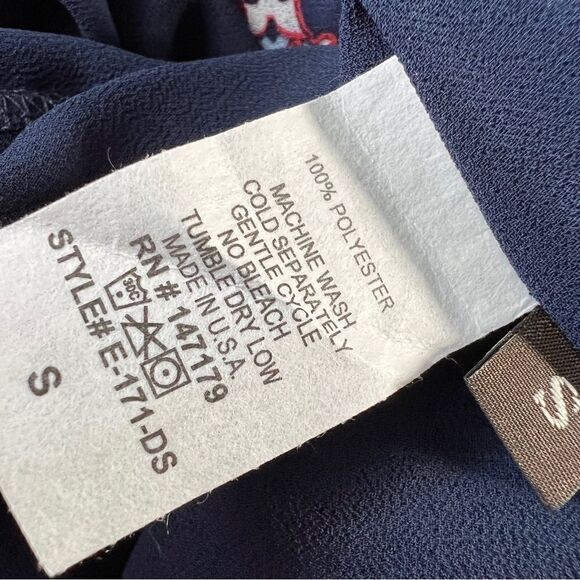 100% POLYESTER
MACHINE WASH
COLD SEPARATELY
GENTLE CYCLE
NO BLEACH
TUMBLE DRY LOW
MADE IN U.S.A.
RN # 147179
30C
STYLE# E-171-DS
S
S